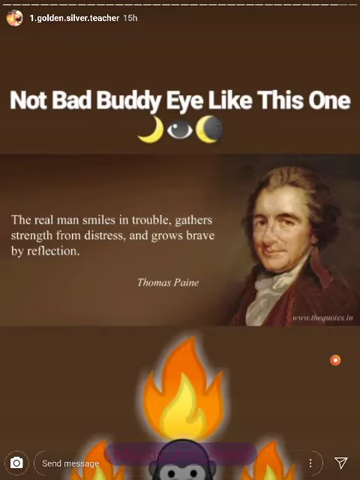 1.golden.silver.teacher 15h
Not Bad Buddy Eye Like This One
The real man smiles in trouble, gathers
strength from distress, and grows brave
by reflection.
Thomas Paine
www.thequotes.in
Send message